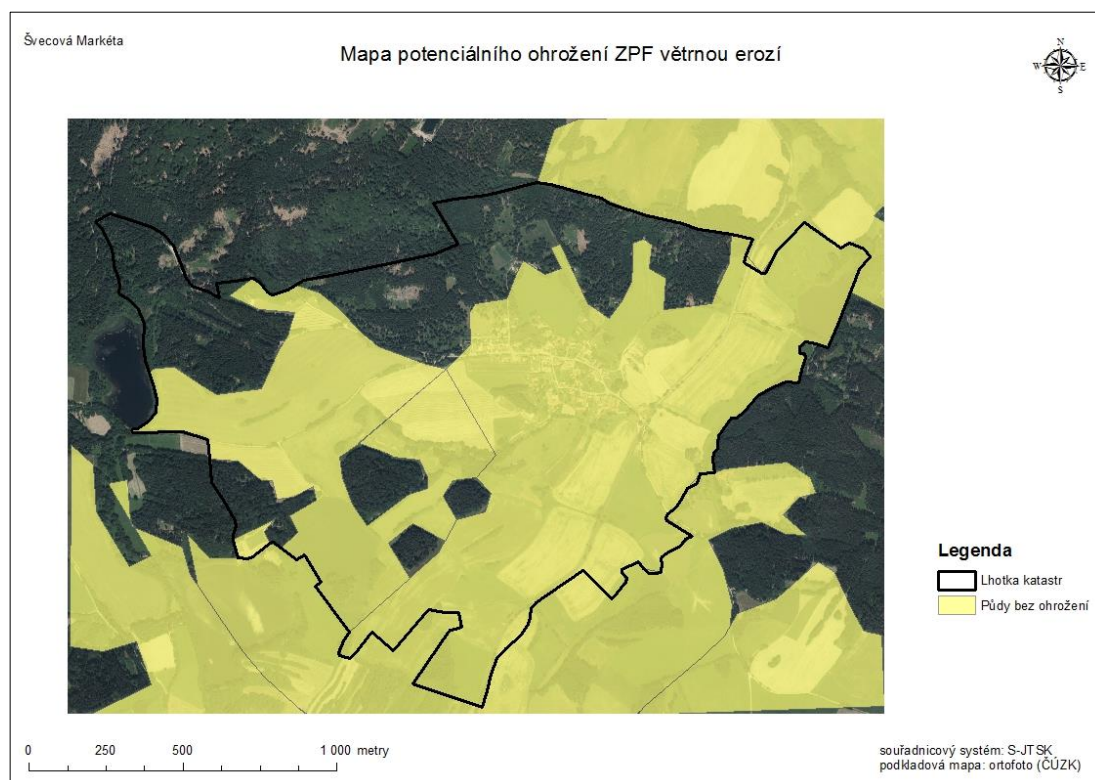 Švecová Markéta
Mapa potenciálního ohrožení ZPF větrnou erozí
N
W E
S
Legenda
Lhotka katastr
Půdy bez ohrožení
0 250 500 1 000 metry
souřadnicový systém: S-JTSK
podkladová mapa: ortofoto (ČÚZK)